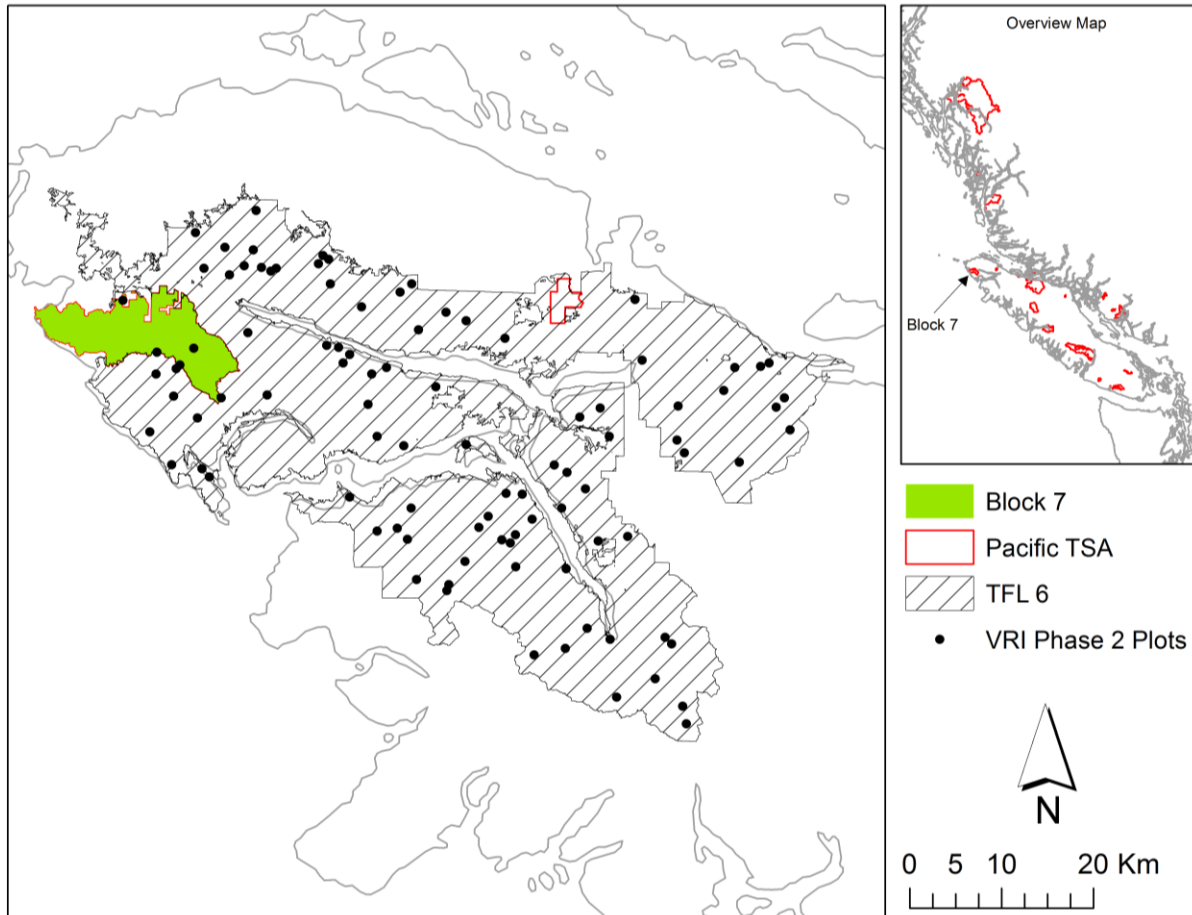 Overview Map
Block 7
Block 7
Pacific TSA
TFL 6
VRI Phase 2 Plots
N
0 5 10 20 Km